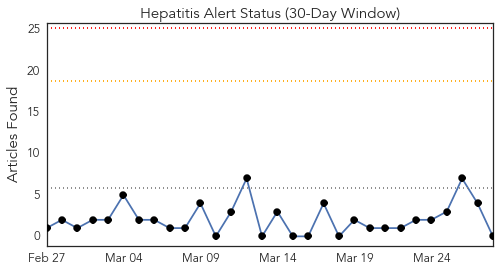 Hepatitis Alert Status (30-Day Window)
Articles Found
25
20
15
10
5
0
Feb 27
Mar 04
Mar 09
Mar 14
Mar 19
Mar 24